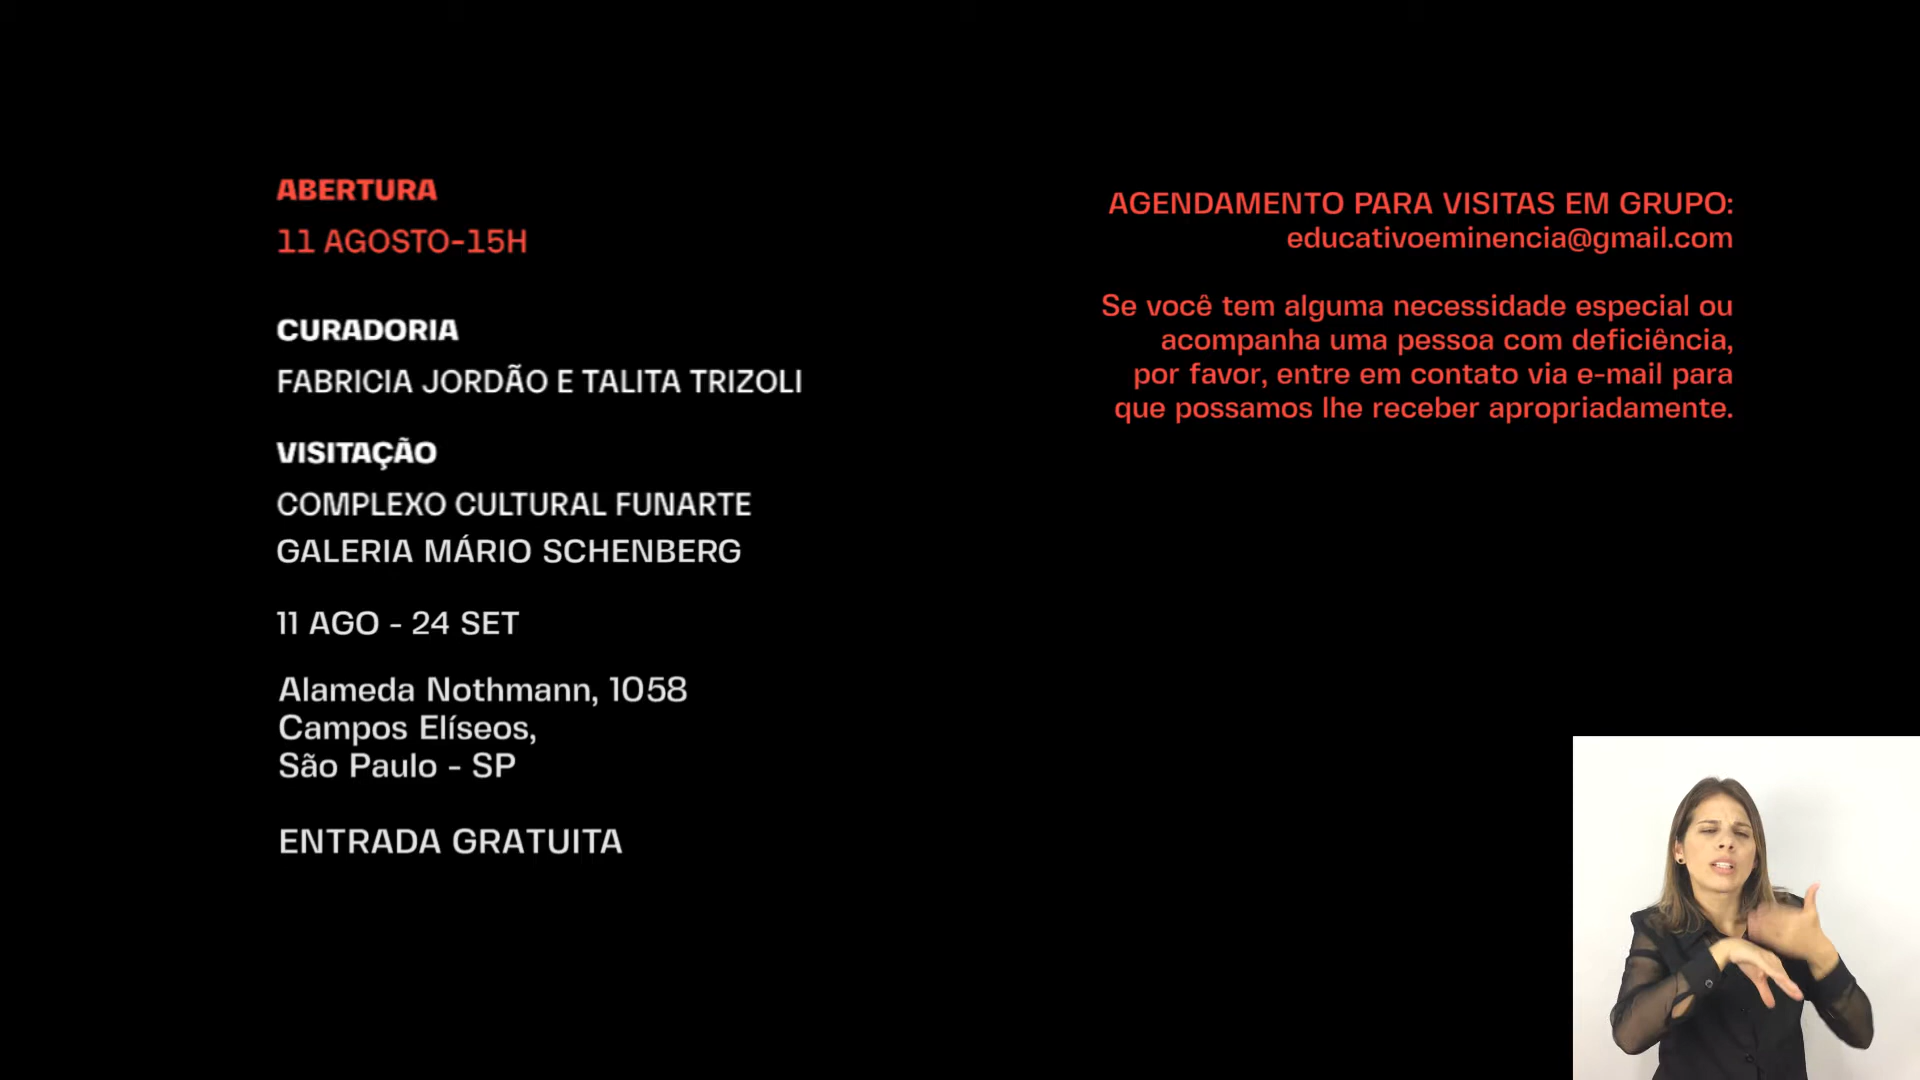 ABERTURA
11 AGOSTO-15H
CURADORIA
FABRICIA JORDÃO E TALITA TRIZOLI
VISITAÇÃO
COMPLEXO CULTURAL FUNARTE
GALERIA MÁRIO SCHENBERG
11 AGO - 24 SET
Alameda Nothmann, 1058
Campos Elíseos,
São Paulo - SP
ENTRADA GRATUITA
AGENDAMENTO PARA VISITAS EM GRUPO:
educativoeminencia@gmail.com
Se você tem alguma necessidade especial ou
acompanha uma pessoa com deficiência,
por favor, entre em contato via e-mail para
que possamos lhe receber apropriadamente.